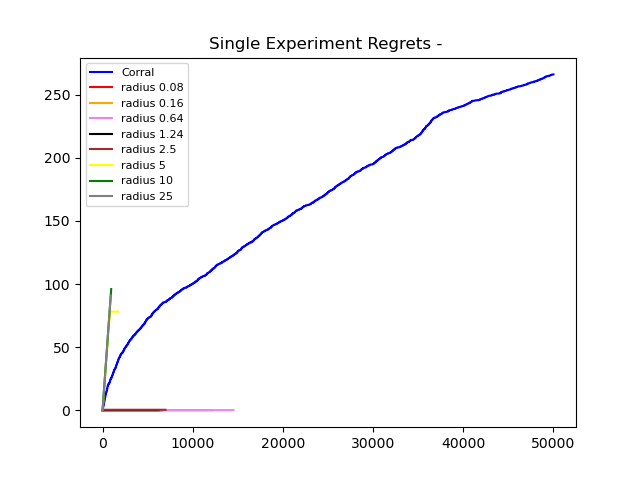 Single Experiment Regrets -
Corral
radius 0.08
radius 0.16
radius 0.64
radius 1.24
radius 2.5
radius 5
radius 10
radius 25
250
200
150
100
50
0
0 10000 20000 30000 40000 50000